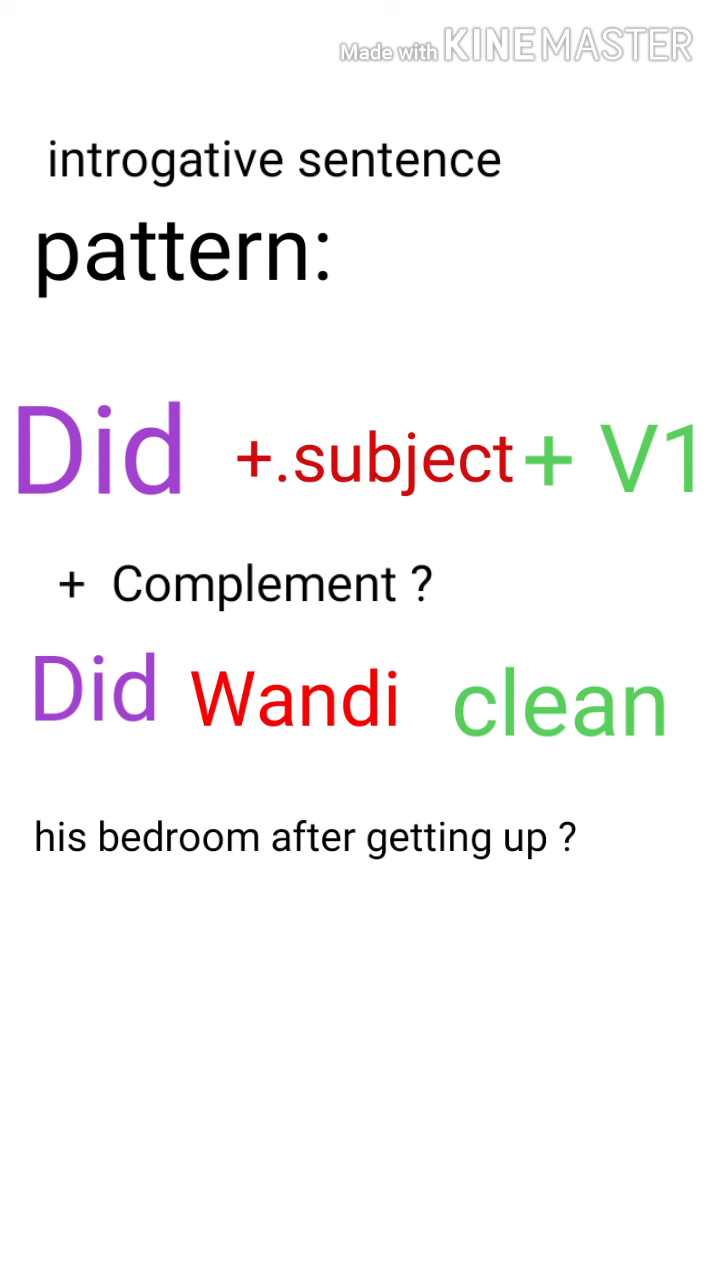 Made with KINEMASTER
introgative sentence
pattern:
Did +.subject + V1
+ Complement ?
Did Wandi clean
his bedroom after getting up ?